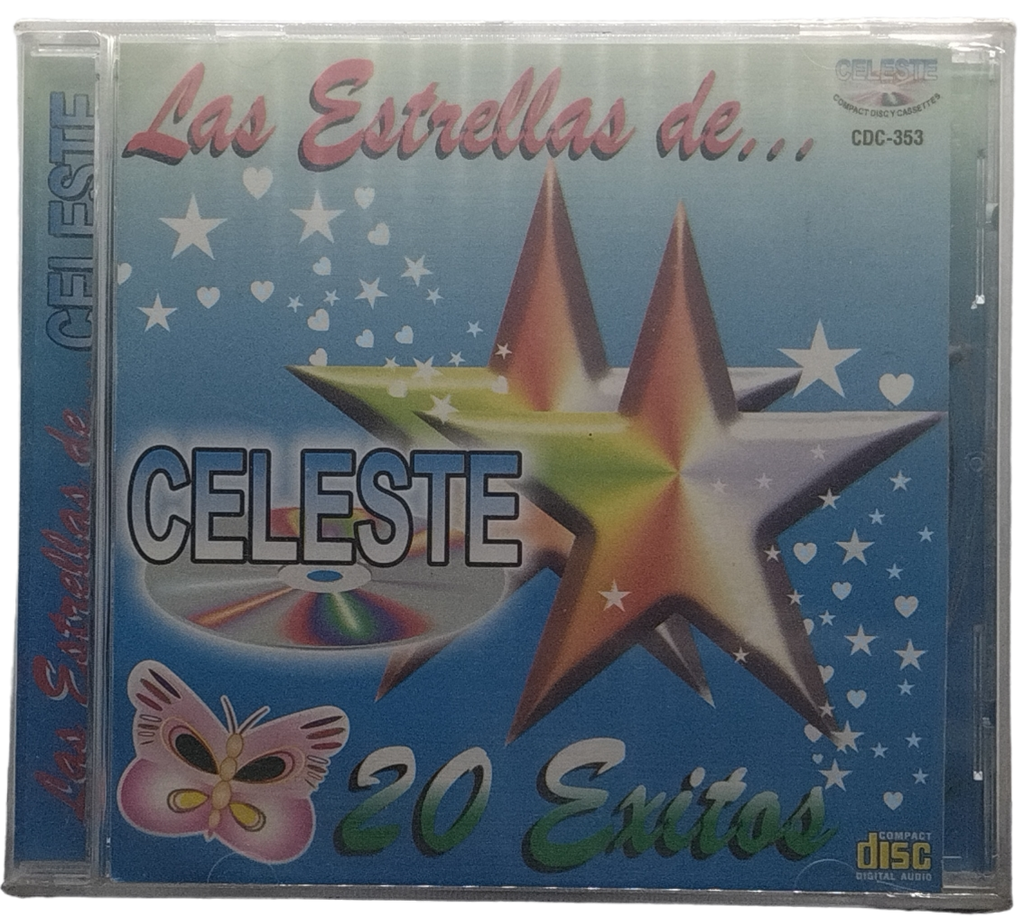 Las Estrellas de...
CELESTE
COMPACT DISC Y CASSETTES
CDC-353
CELESTE
20 Exitos
COMPACT
disc
DIGITAL AUDIO
Las Estrellas de... CELESTE